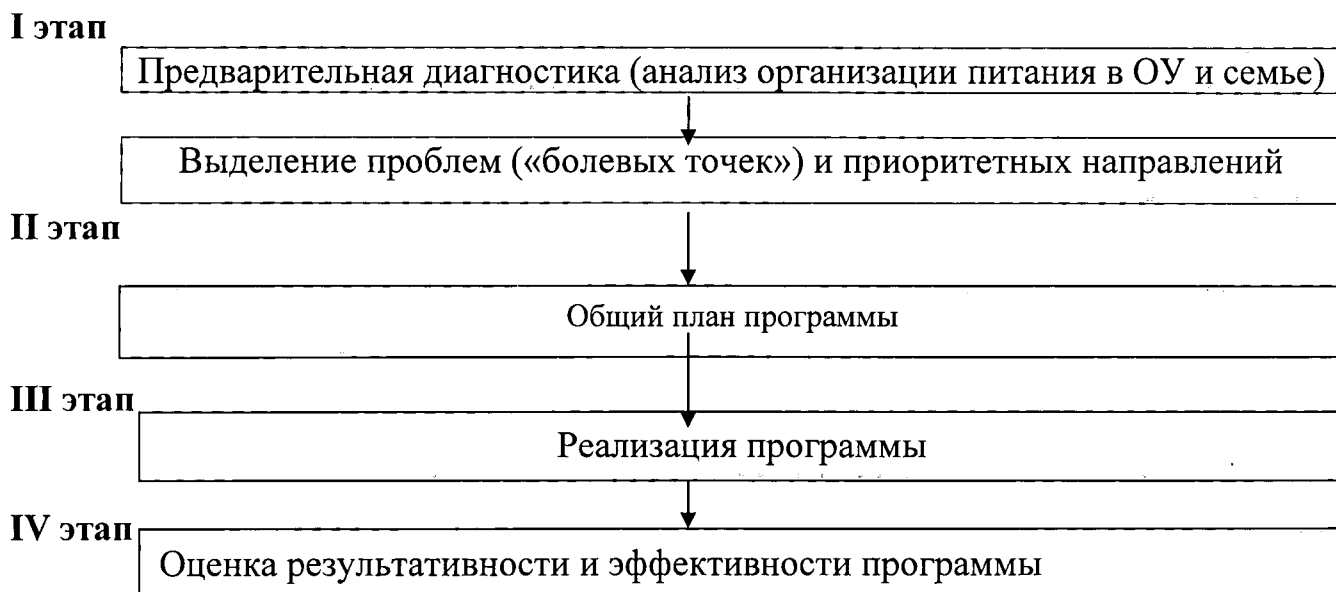 I этап
Предварительная диагностика (анализ организации питания в ОУ и семье)
Выделение проблем («болевых точек») и приоритетных направлений
II этап
Общий план программы
III этап
Реализация программы
IV этап
Оценка результативности и эффективности программы